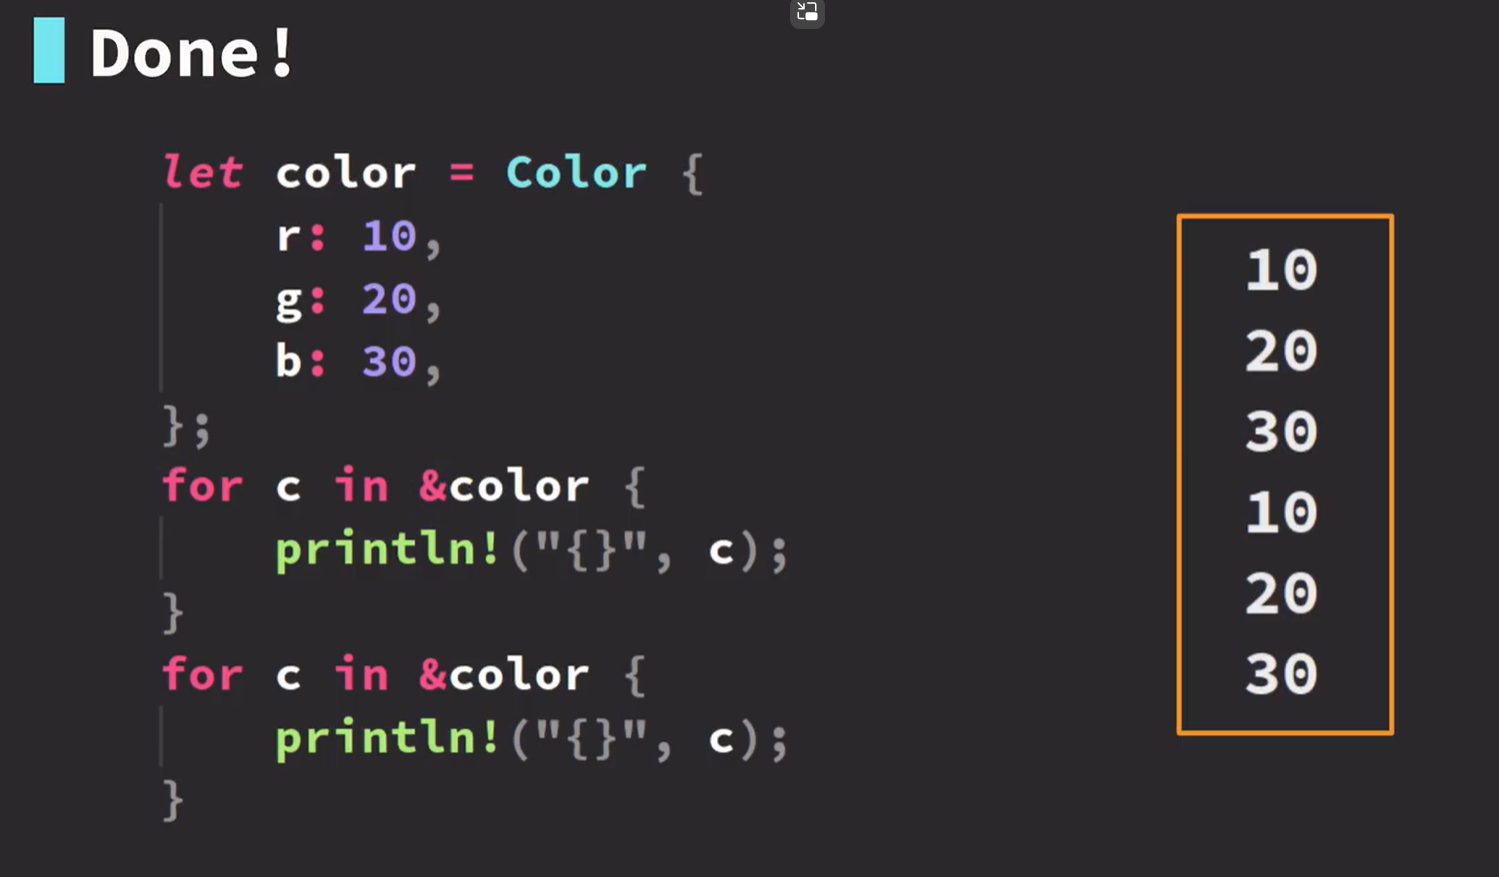 Done!
let color = Color {
    r: 10,
    g: 20,
    b: 30,
};
for c in &color {
    println!("{}", c);
}
for c in &color {
    println!("{}", c);
}
10
20
30
10
20
30